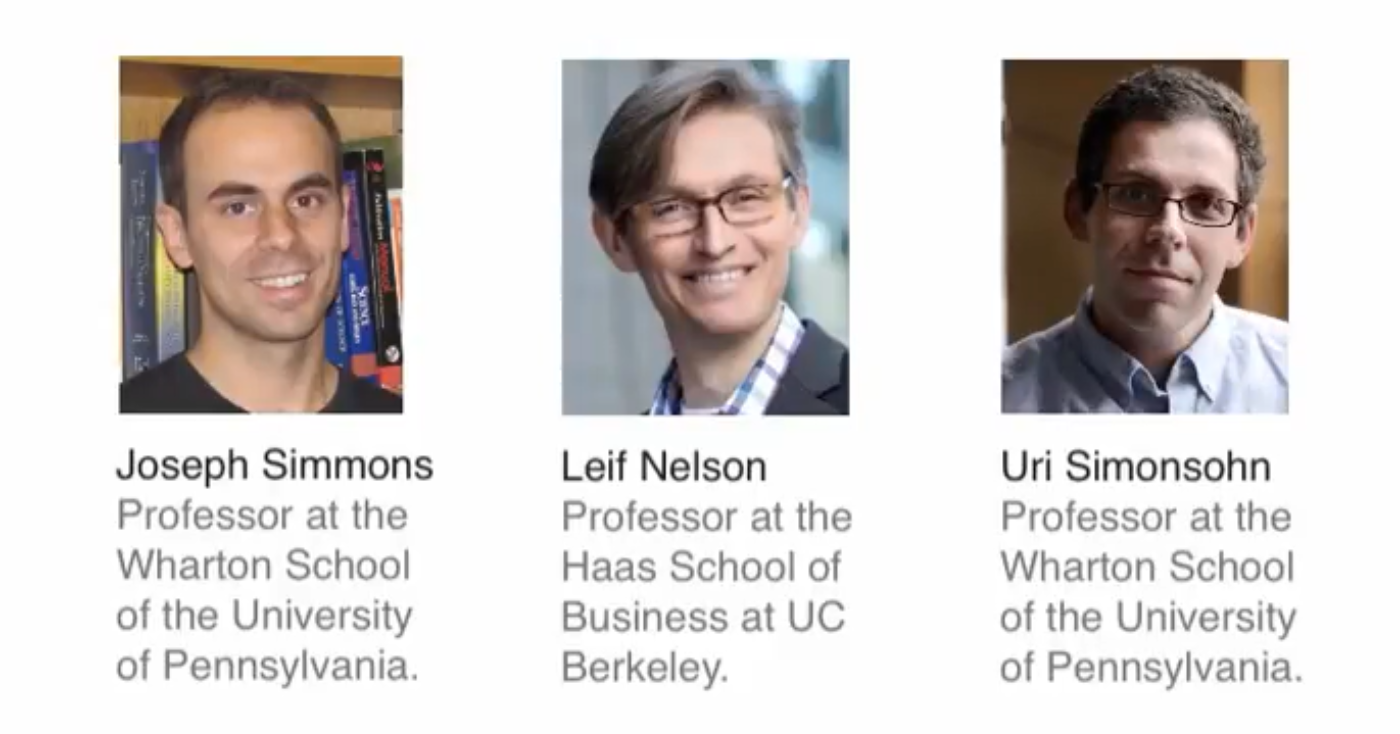 Joseph Simmons
Professor at the
Wharton School
of the University
of Pennsylvania.
Leif Nelson
Professor at the
Haas School of
Business at UC
Berkeley.
Uri Simonsohn
Professor at the
Wharton School
of the University
of Pennsylvania.